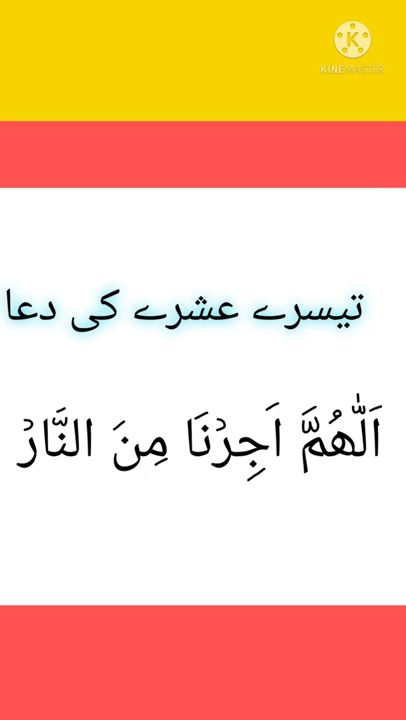 KINEMASTER
تیسرے عشرے کی دعا
اَللّٰهُمَّ اَجِرْنَا مِنَ النَّارْ